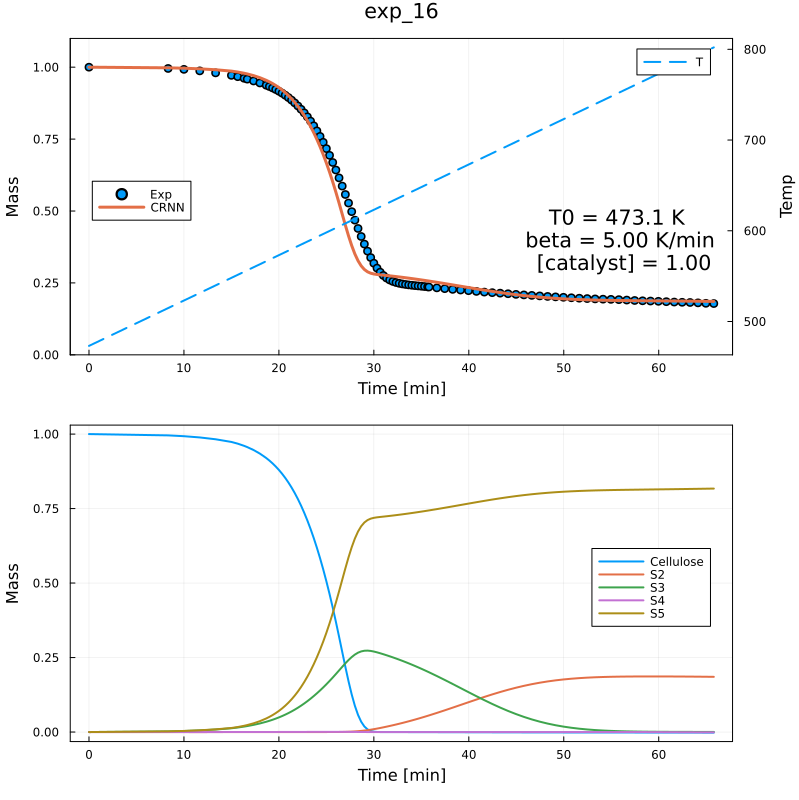 exp_16
1.00
0.75
0.50
0.25
0.00
Mass
Exp
CRNN
T
800
700
600
500
Temp
T0 = 473.1 K
beta = 5.00 K/min
[catalyst] = 1.00
0 10 20 30 40 50 60
Time [min]
1.00
0.75
0.50
0.25
0.00
Mass
Cellulose
S2
S3
S4
S5
0 10 20 30 40 50 60
Time [min]